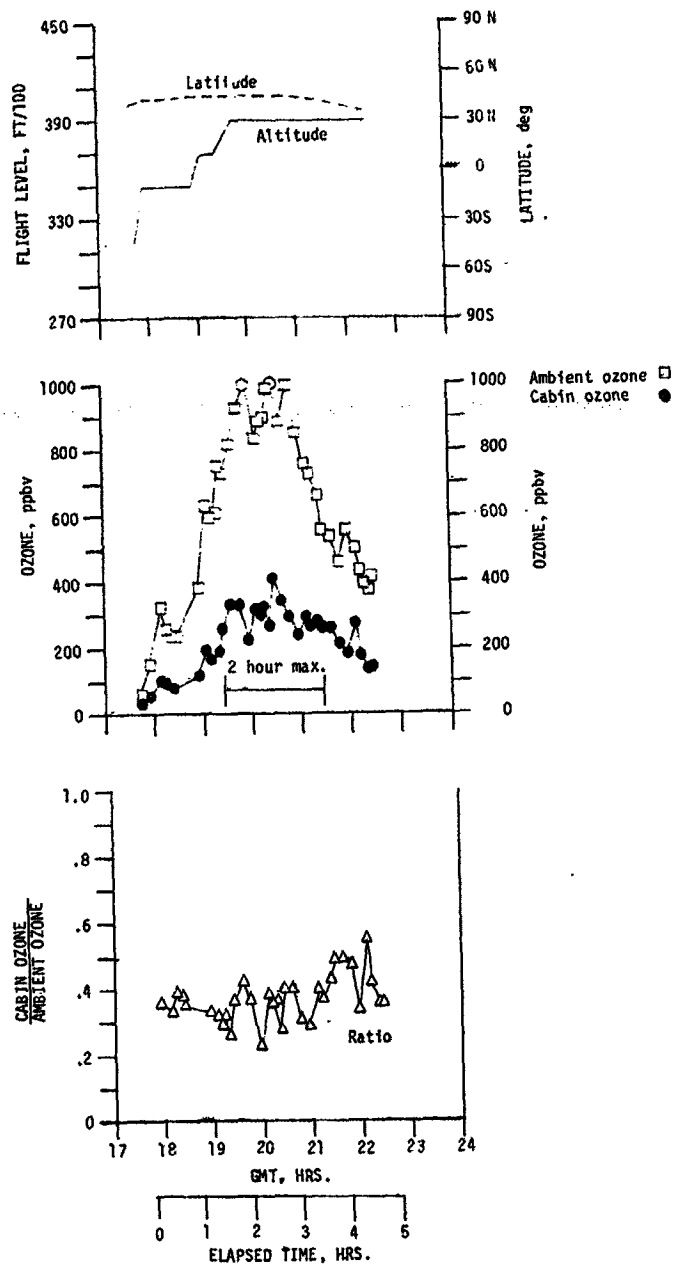 450
390
330
270
FLIGHT LEVEL, FT/100
Latitude
Altitude
90 N
60 N
30 N
0
30S
60S
90S
LATITUDE, deg
1000
800
600
400
200
0
OZONE, ppbv
2 hour max.
1000
800
600
400
200
0
OZONE, ppbv
Ambient ozone
Cabin ozone
1.0
.8
.6
.4
.2
0
CABIN OZONE
AMBIENT OZONE
Ratio
17 18 19 20 21 22 23 24
GMT, HRS.
0 1 2 3 4 5
ELAPSED TIME, HRS.